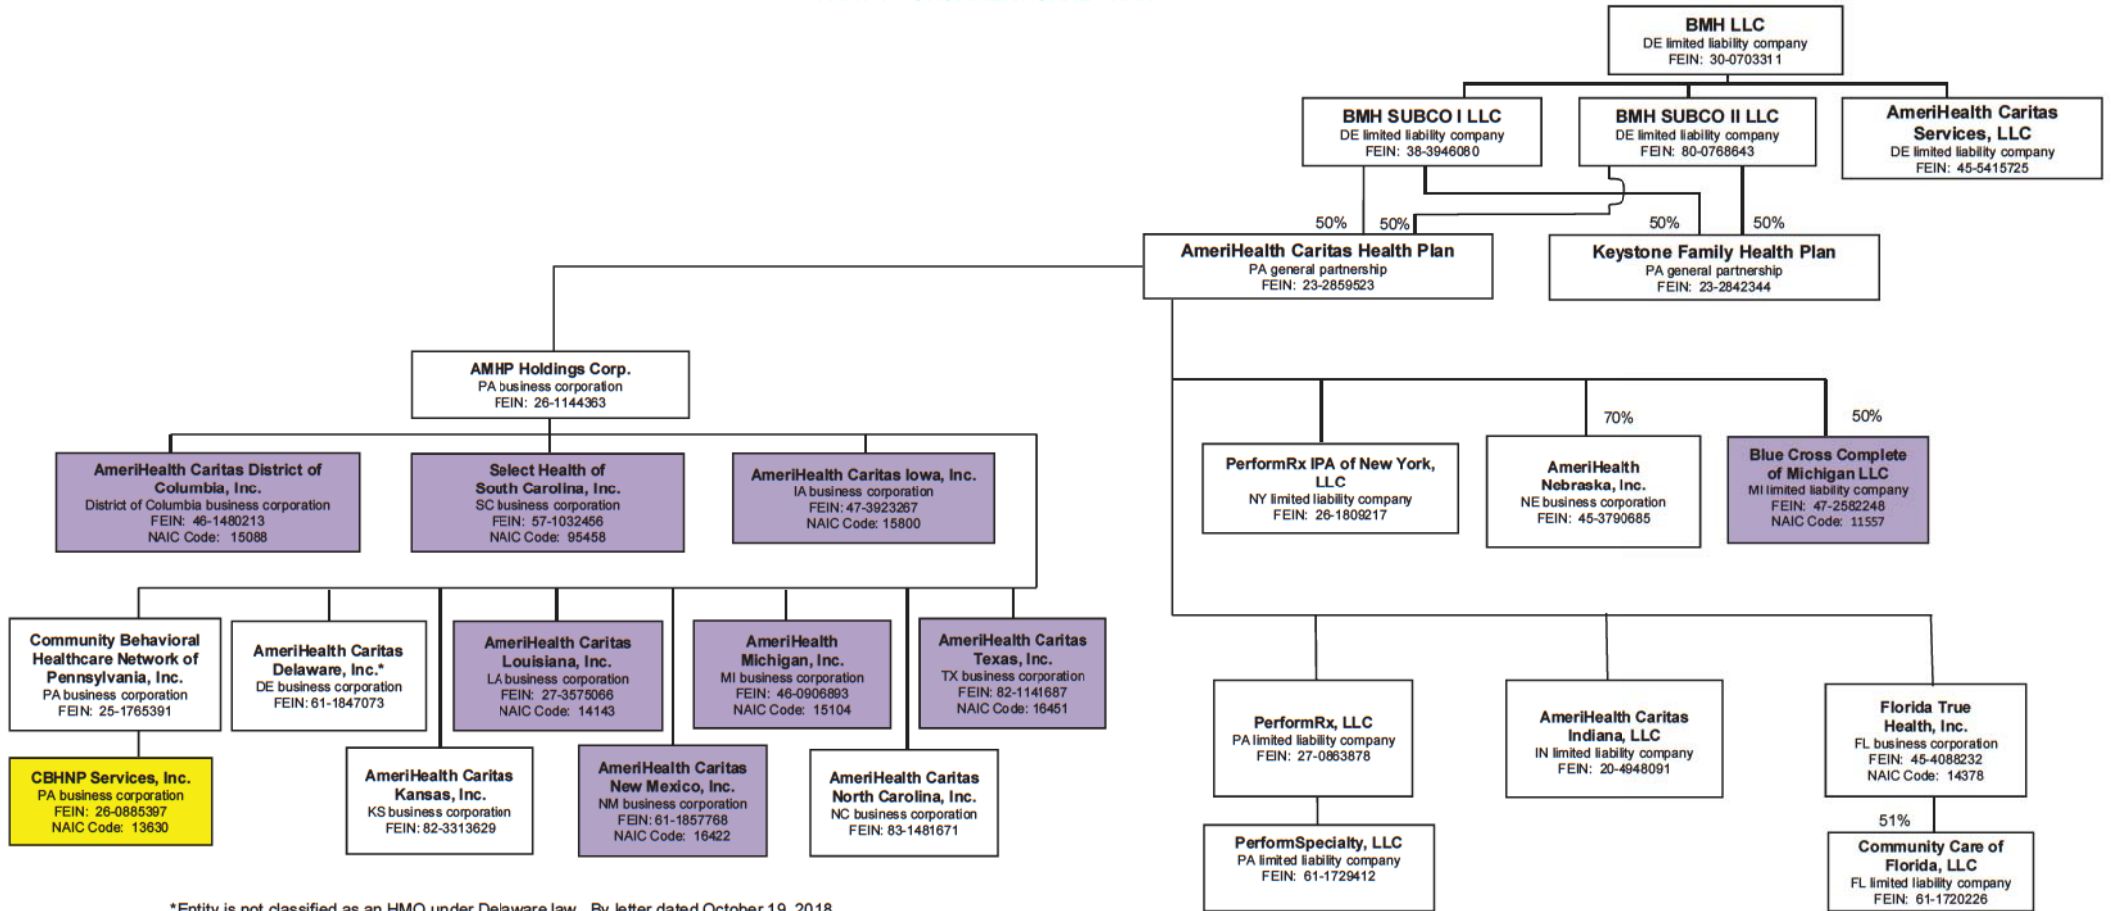 BMH LLC
DE limited liability company
FEIN: 30-0703311
BMH SUBCO I LLC
DE limited liability company
FEIN: 38-3946080
BMH SUBCO II LLC
DE limited liability company
FEIN: 80-0768643
AmeriHealth Caritas
Services, LLC
DE limited liability company
FEIN: 45-5415725
50%
50%
50%
50%
AmeriHealth Caritas Health Plan
PA general partnership
FEIN: 23-2859523
Keystone Family Health Plan
PA general partnership
FEIN: 23-2842344
AMHP Holdings Corp.
PA business corporation
FEIN: 26-1144363
70%
50%
AmeriHealth Caritas District of
Columbia, Inc.
District of Columbia business corporation
FEIN: 46-1480213
NAIC Code: 15088
Select Health of
South Carolina, Inc.
SC business corporation
FEIN: 57-1032456
NAIC Code: 95458
AmeriHealth Caritas Iowa, Inc.
IA business corporation
FEIN: 47-3923267
NAIC Code: 15800
PerformRx IPA of New York,
LLC
NY limited liability company
FEIN: 26-1809217
AmeriHealth
Nebraska, Inc.
NE business corporation
FEIN: 45-3790685
Blue Cross Complete
of Michigan LLC
MI limited liability company
FEIN: 47-2582248
NAIC Code: 11557
Community Behavioral
Healthcare Network of
Pennsylvania, Inc.
PA business corporation
FEIN: 25-1765391
AmeriHealth Caritas
Delaware, Inc.*
DE business corporation
FEIN: 61-1847073
AmeriHealth Caritas
Louisiana, Inc.
LA business corporation
FEIN: 27-3575066
NAIC Code: 14143
AmeriHealth
Michigan, Inc.
MI business corporation
FEIN: 46-0906893
NAIC Code: 15104
AmeriHealth Caritas
Texas, Inc.
TX business corporation
FEIN: 82-1141687
NAIC Code: 16451
PerformRx, LLC
PA limited liability company
FEIN: 27-0863878
AmeriHealth Caritas
Indiana, LLC
IN limited liability company
FEIN: 20-4948091
Florida True
Health, Inc.
FL business corporation
FEIN: 45-4088232
NAIC Code: 14378
CBHNP Services, Inc.
PA business corporation
FEIN: 26-0885397
NAIC Code: 13630
AmeriHealth Caritas
Kansas, Inc.
KS business corporation
FEIN: 82-3313629
AmeriHealth Caritas
New Mexico, Inc.
NM business corporation
FEIN: 61-1857768
NAIC Code: 16422
AmeriHealth Caritas
North Carolina, Inc.
NC business corporation
FEIN: 83-1481671
51%
PerformSpecialty, LLC
PA limited liability company
FEIN: 61-1729412
Community Care of
Florida, LLC
FL limited liability company
FEIN: 61-1720226
*Entity is not classified as an HMO under Delaware law. By letter dated October 19, 2018